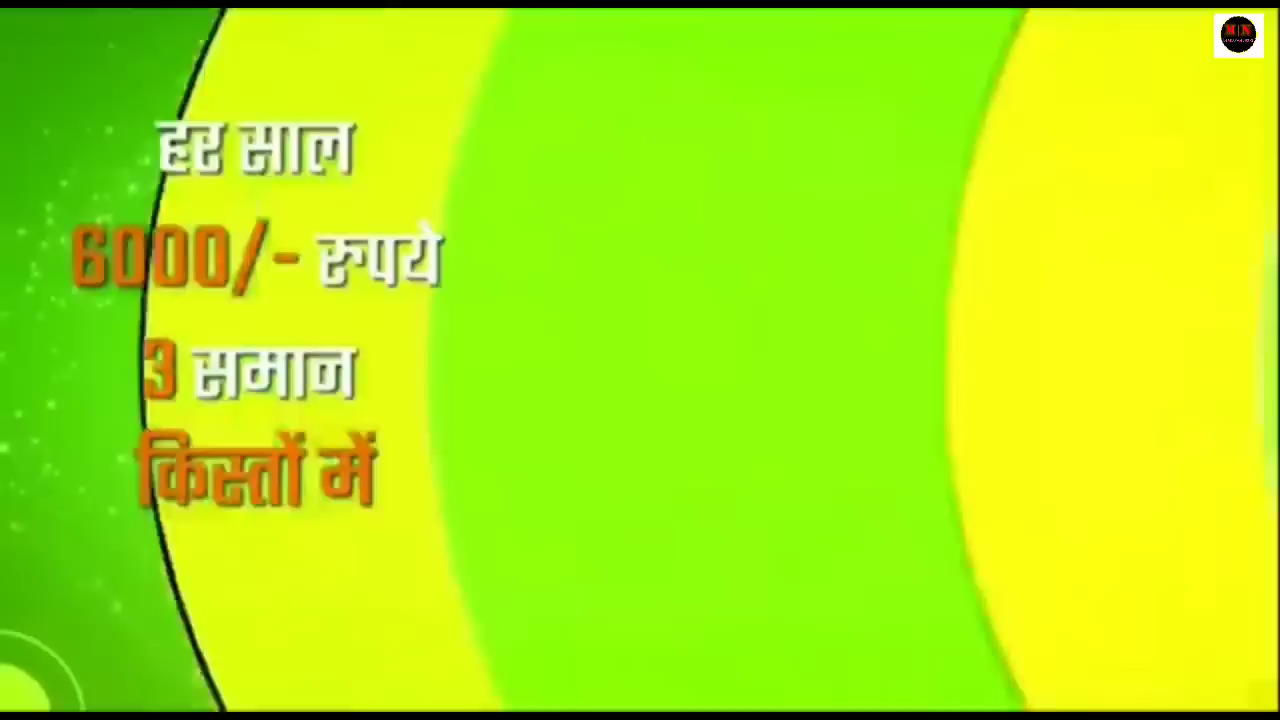 हर साल
6000/- रुपये
3 समान
किस्तों में